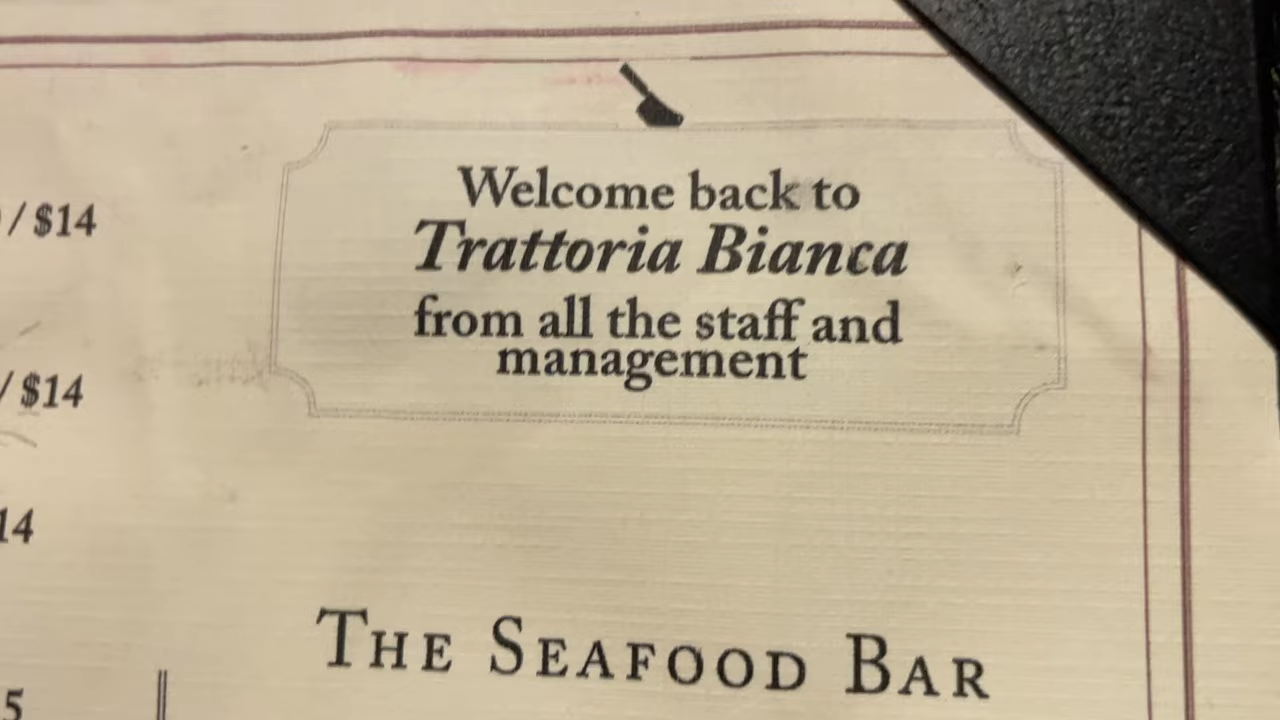 / $14
Welcome back to
Trattoria Bianca
from all the staff and
management
/ $14
14
The Seafood Bar
5